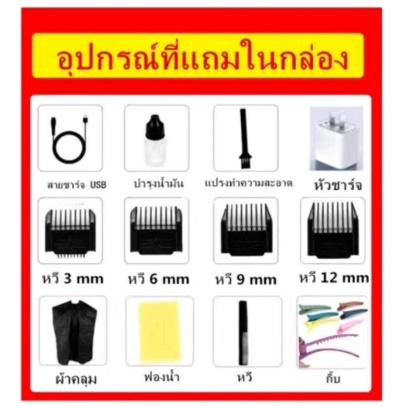 อุปกรณ์ที่แถมในกล่อง
สายชาร์จ USB
บำรุงน้ำมัน
แปรงทำความสะอาด
หัวชาร์จ
หวี 3 mm
หวี 6 mm
หวี 9 mm
หวี 12 mm
ผ้าคลุม
ฟองน้ำ
หวี
กิ๊บ